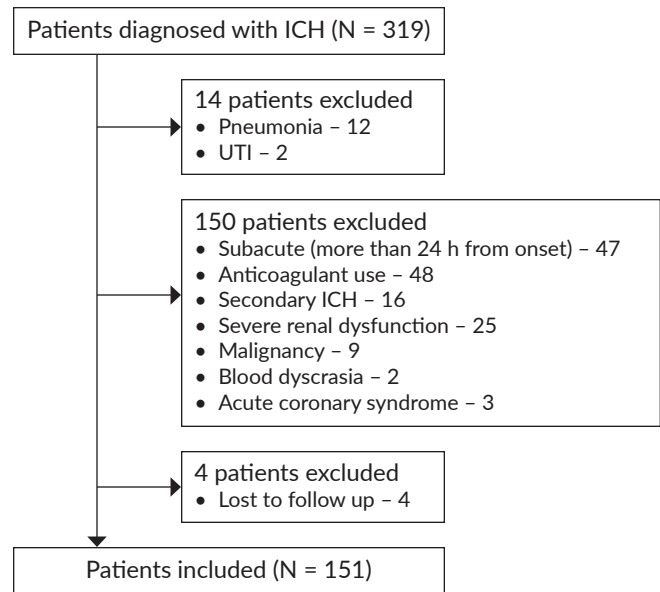 Patients diagnosed with ICH (N = 319)
14 patients excluded
• Pneumonia – 12
• UTI – 2
150 patients excluded
• Subacute (more than 24 h from onset) – 47
• Anticoagulant use – 48
• Secondary ICH – 16
• Severe renal dysfunction – 25
• Malignancy – 9
• Blood dyscrasia – 2
• Acute coronary syndrome – 3
4 patients excluded
• Lost to follow up – 4
Patients included (N = 151)